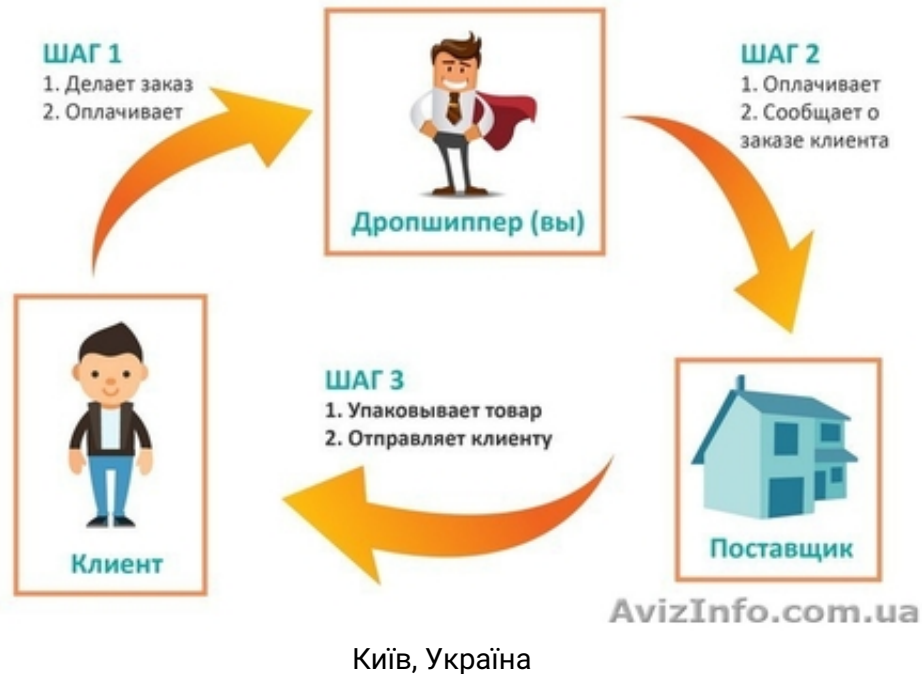 ШАГ 1
1. Делает заказ
2. Оплачивает
Дропшиппер (вы)
ШАГ 2
1. Оплачивает
2. Сообщает о
заказе клиента
Клиент
ШАГ 3
1. Упаковывает товар
2. Отправляет клиенту
Поставщик
AvizInfo.com.ua
Київ, Україна